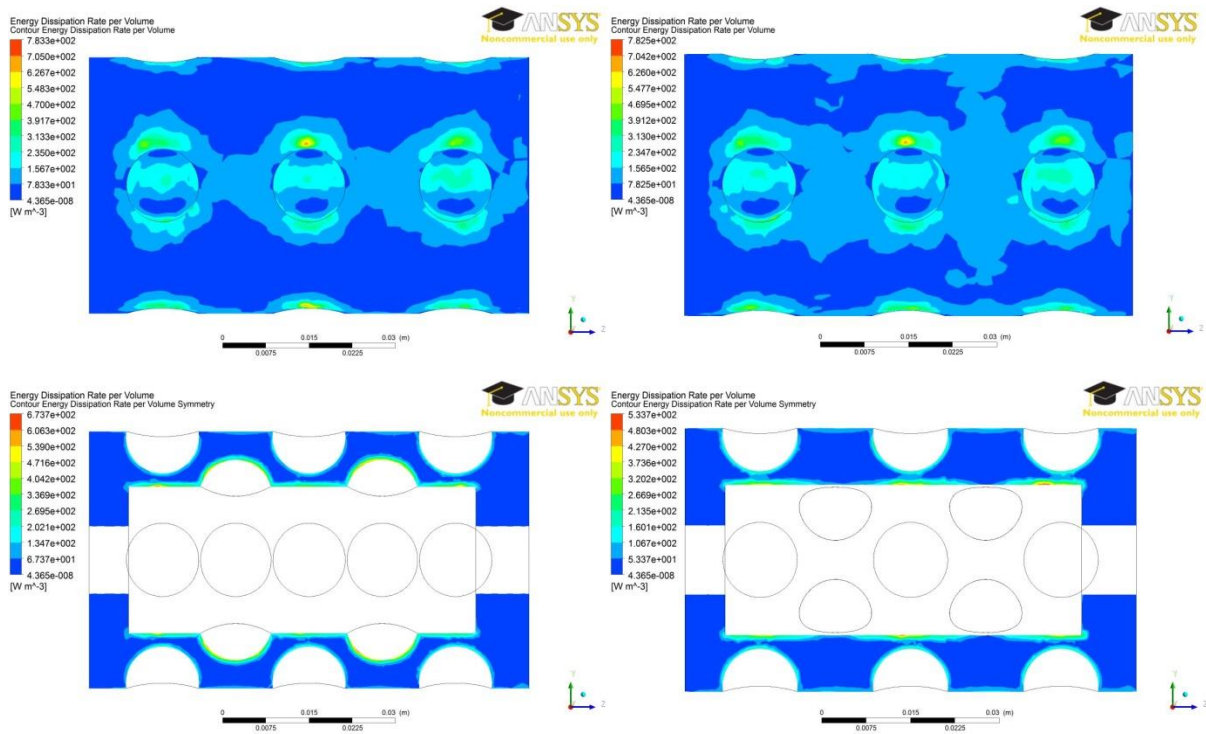 Energy Dissipation Rate per Volume
Contour Energy Dissipation Rate per Volume
7.833e+002
7.050e+002
6.267e+002
5.483e+002
4.700e+002
3.917e+002
3.133e+002
2.350e+002
1.567e+002
7.833e+001
4.365e-008
[W m^-3]
ANSYS
Noncommercial use only
0 0.015 0.03 (m)
0.0075 0.0225
Y
Z
Energy Dissipation Rate per Volume
Contour Energy Dissipation Rate per Volume
7.825e+002
7.042e+002
6.260e+002
5.477e+002
4.695e+002
3.912e+002
3.130e+002
2.347e+002
1.565e+002
7.825e+001
4.365e-008
[W m^-3]
ANSYS
Noncommercial use only
0 0.015 0.03 (m)
0.0075 0.0225
Y
Z
Energy Dissipation Rate per Volume
Contour Energy Dissipation Rate per Volume Symmetry
6.737e+002
6.063e+002
5.390e+002
4.716e+002
4.042e+002
3.369e+002
2.695e+002
2.021e+002
1.347e+002
6.737e+001
4.365e-008
[W m^-3]
ANSYS
Noncommercial use only
0 0.015 0.03 (m)
0.0075 0.0225
Y
Z
Energy Dissipation Rate per Volume
Contour Energy Dissipation Rate per Volume Symmetry
5.337e+002
4.803e+002
4.270e+002
3.736e+002
3.202e+002
2.669e+002
2.135e+002
1.601e+002
1.067e+002
5.337e+001
4.365e-008
[W m^-3]
ANSYS
Noncommercial use only
0 0.015 0.03 (m)
0.0075 0.0225
Y
Z